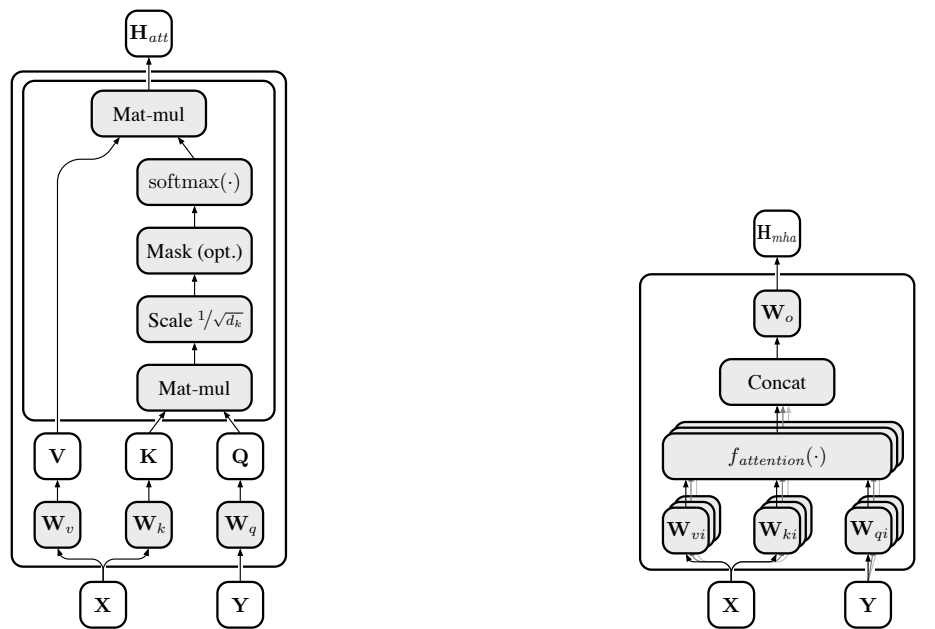 H_att
Mat-mul
softmax(·)
Mask (opt.)
Scale 1/√d_k
Mat-mul
V K Q
W_v W_k W_q
X Y
H_mha
W_o
Concat
f_attention(·)
W_vi W_ki W_qi
X Y